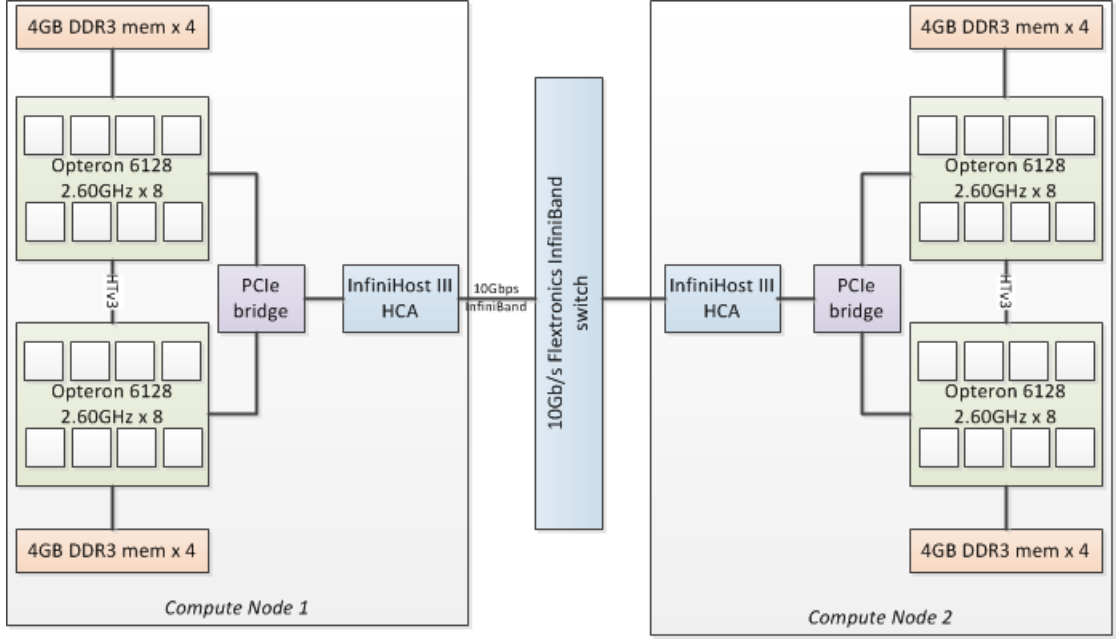 4GB DDR3 mem x 4
Opteron 6128
2.60GHz x 8
HTv3
Opteron 6128
2.60GHz x 8
4GB DDR3 mem x 4
PCIe
bridge
InfiniHost III
HCA
Compute Node 1
10Gbps
InfiniBand
10Gb/s Flextronics InfiniBand
switch
InfiniHost III
HCA
PCIe
bridge
4GB DDR3 mem x 4
Opteron 6128
2.60GHz x 8
HTv3
Opteron 6128
2.60GHz x 8
4GB DDR3 mem x 4
Compute Node 2